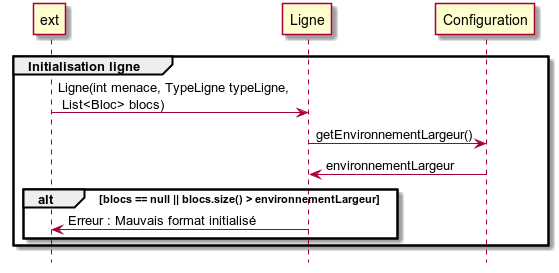 ext
Ligne
Configuration
Initialisation ligne
Ligne(int menace, TypeLigne typeLigne,
List<Bloc> blocs)
getEnvironnementLargeur()
environnementLargeur
alt
[blocs == null || blocs.size() > environnementLargeur]
Erreur : Mauvais format initialisé